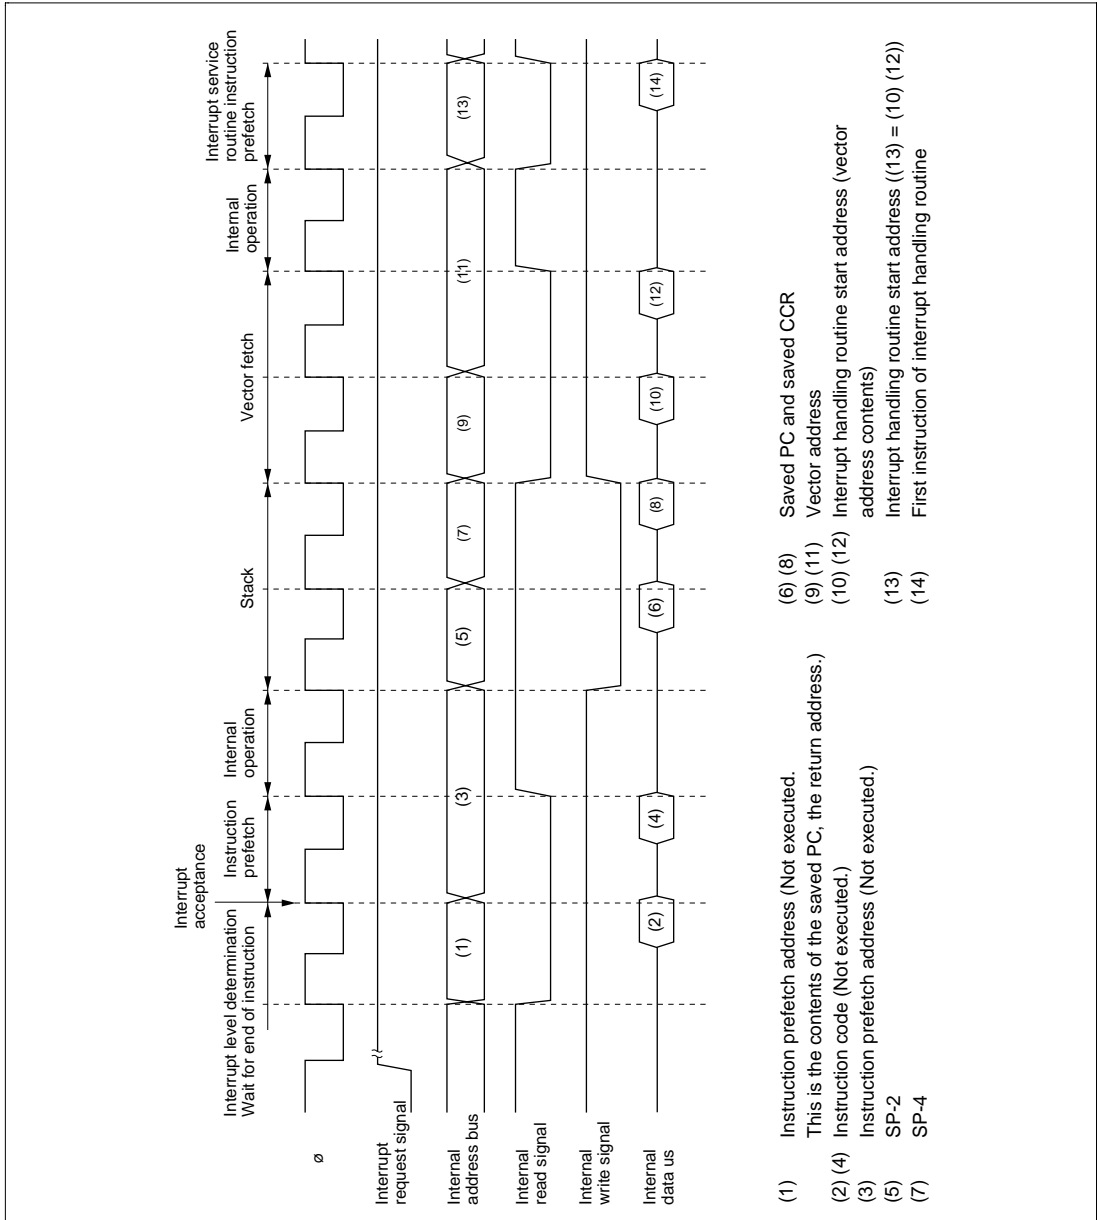 Interrupt
acceptance
Interrupt level determination
Wait for end of instruction
Instruction
prefetch
Internal
operation
Stack
Vector fetch
Internal
operation
Interrupt service
routine instruction
prefetch
ø
Interrupt
request signal
Internal
address bus
(1)
(3)
(5)
(7)
(9)
(11)
(13)
Internal
read signal
Internal
write signal
Internal
data us
(2)
(4)
(6)
(8)
(10)
(12)
(14)
(1) Instruction prefetch address (Not executed.
This is the contents of the saved PC, the return address.)
(2) (4) Instruction code (Not executed.)
(3) Instruction prefetch address (Not executed.)
(5) SP-2
(7) SP-4
(6) (8) Saved PC and saved CCR
(9) (11) Vector address
(10) (12) Interrupt handling routine start address (vector
address contents)
(13) Interrupt handling routine start address ((13) = (10) (12))
(14) First instruction of interrupt handling routine